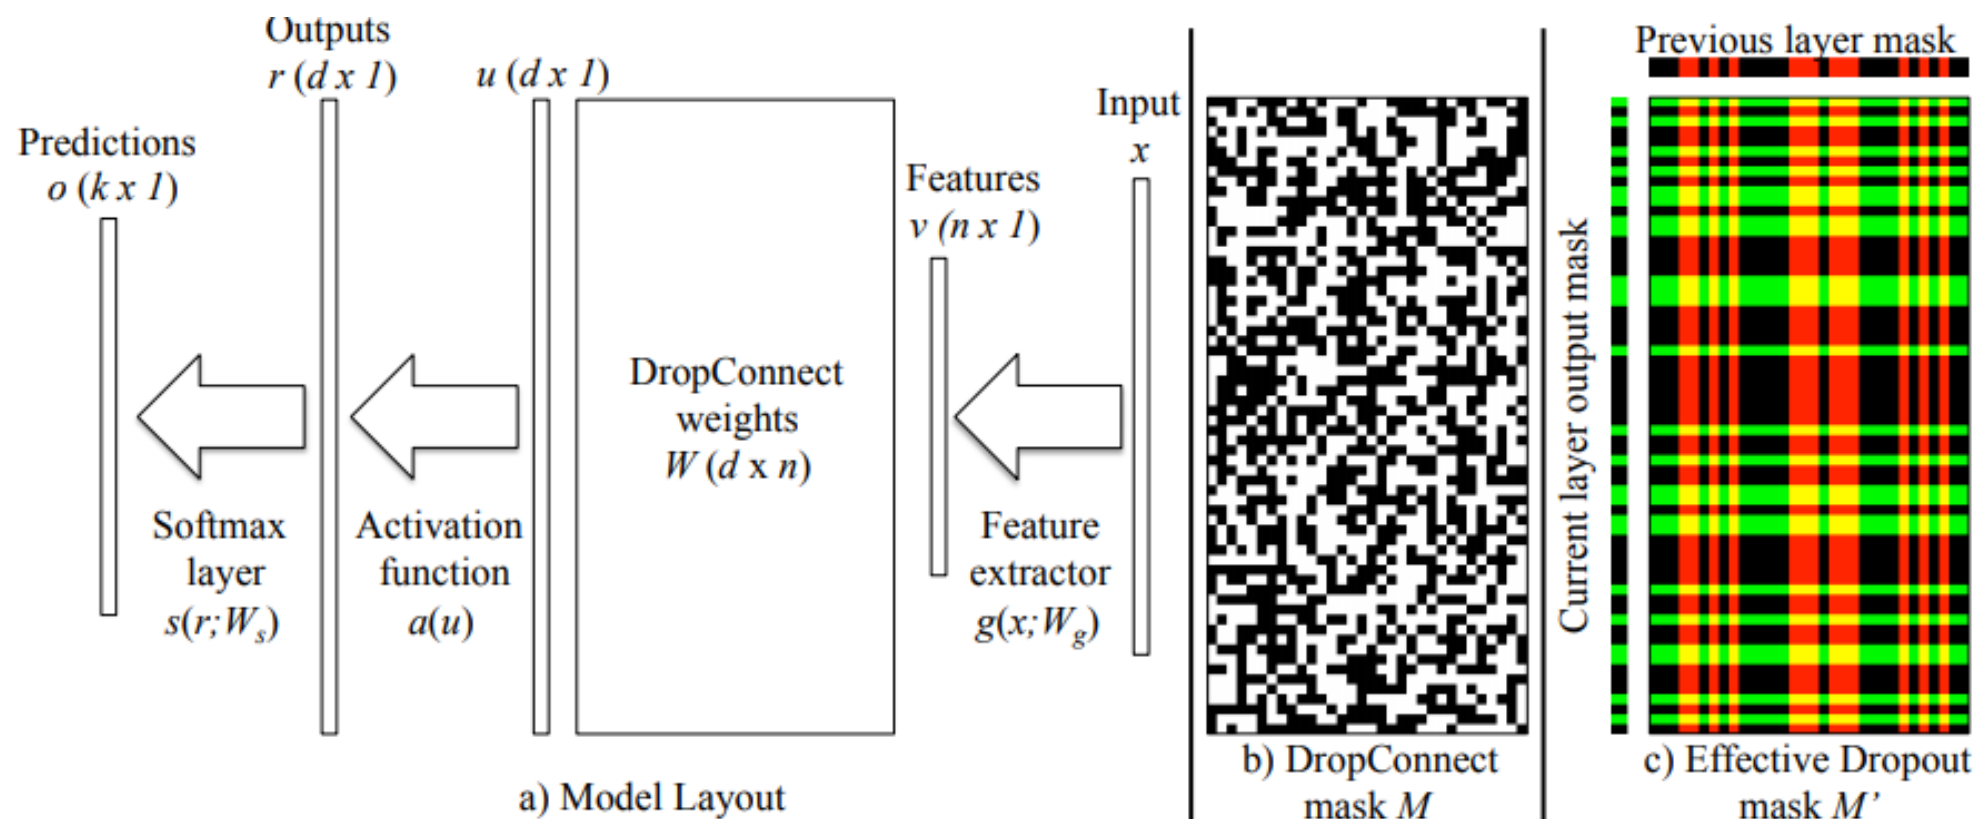 Outputs
r (d x 1)
u (d x 1)
Predictions
o (k x 1)
DropConnect
weights
W (d x n)
Features
v (n x 1)
Input
x
Softmax
layer
s(r;Wₛ)
Activation
function
a(u)
Feature
extractor
g(x;W_g)
a) Model Layout
b) DropConnect
mask M
Previous layer mask
Current layer output mask
c) Effective Dropout
mask M’